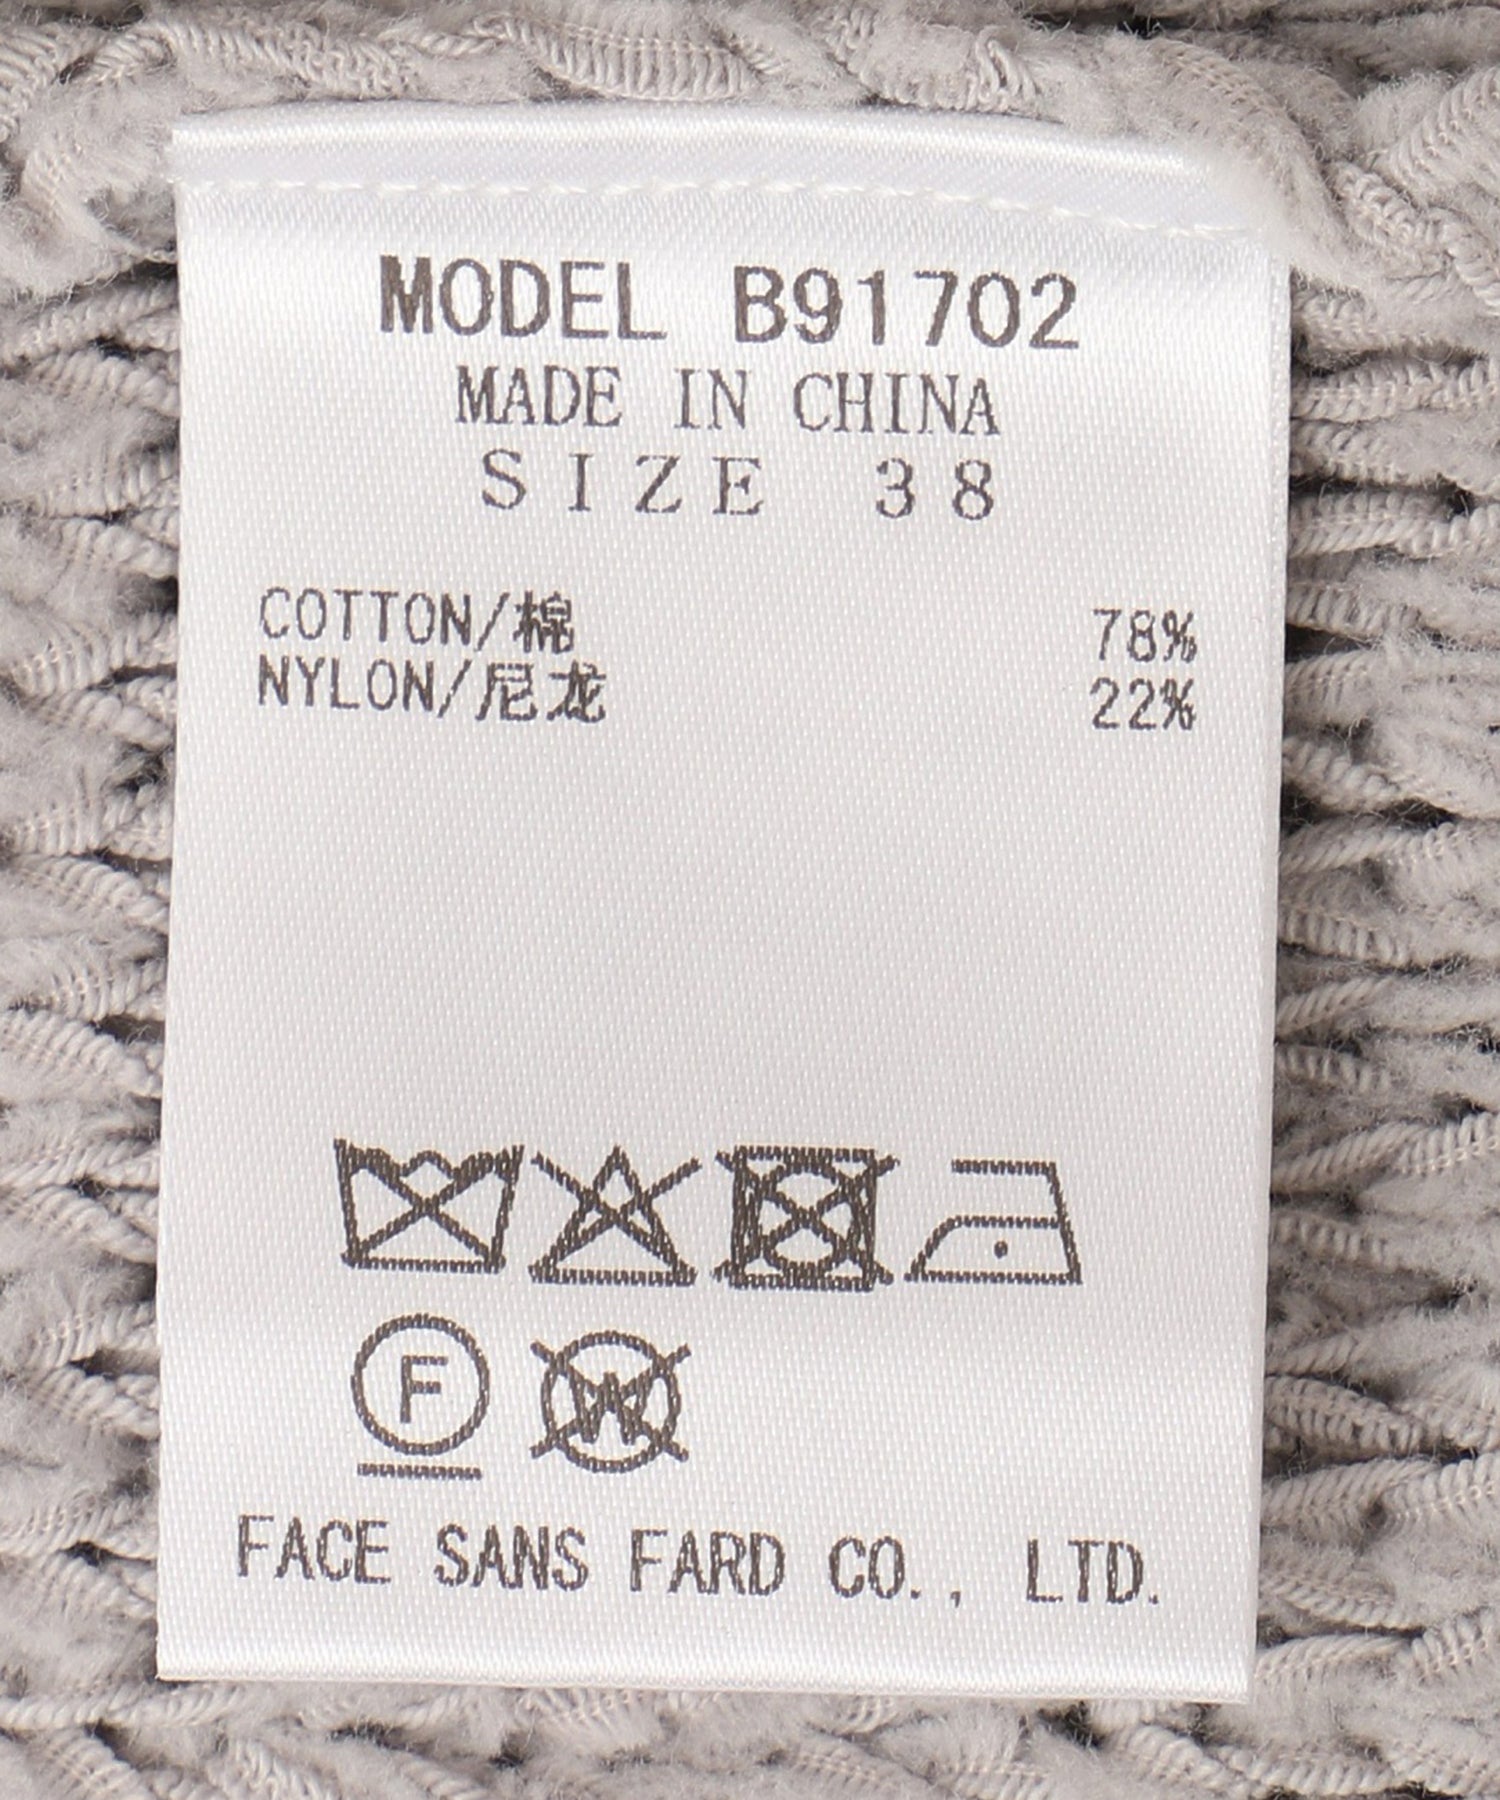 MODEL B91702
MADE IN CHINA
SIZE 38
COTTON/棉 78%
NYLON/尼龙 22%
F W
FACE SANS FARD CO., LTD.